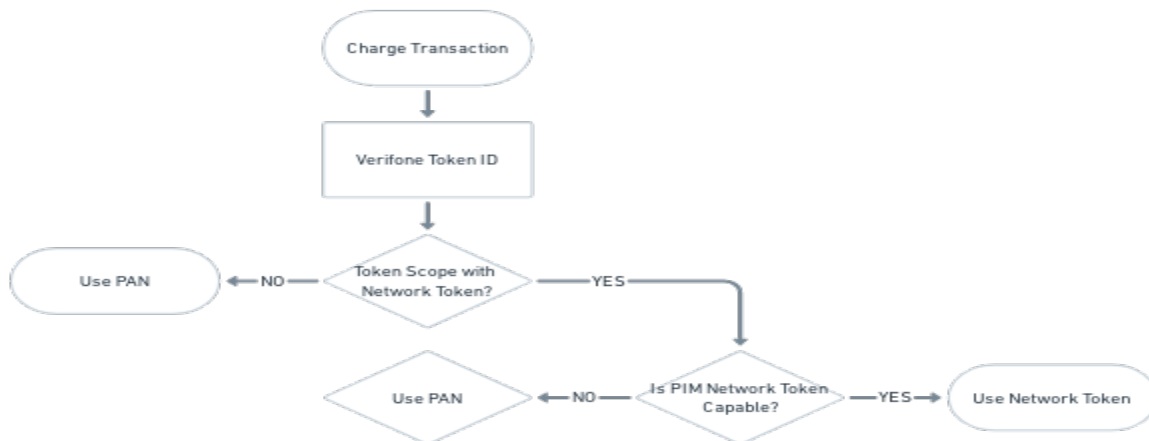 Charge Transaction
Verifone Token ID
Token Scope with
Network Token?
Use PAN
NO
YES
Is PIM Network Token
Capable?
Use PAN
NO
YES
Use Network Token